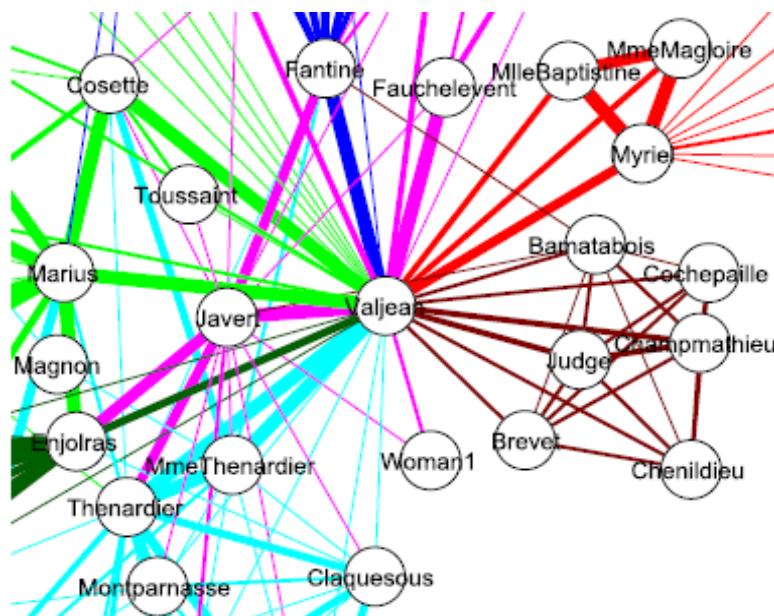 MmeMagloire
Cosette
Fantine
MlleBaptistine
Fauchelevent
Myriel
Toussaint
Bamatabois
Marius
Cochepaille
Javert
Valjean
Champmathieu
Magnon
Judge
Enjolras
MmeThenardier
Woman1
Brevet
Chenildieu
Thenardier
Montparnasse
Claquesous